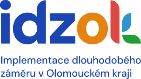 idzok
Implementace dlouhodobého
záměru v Olomouckém kraji